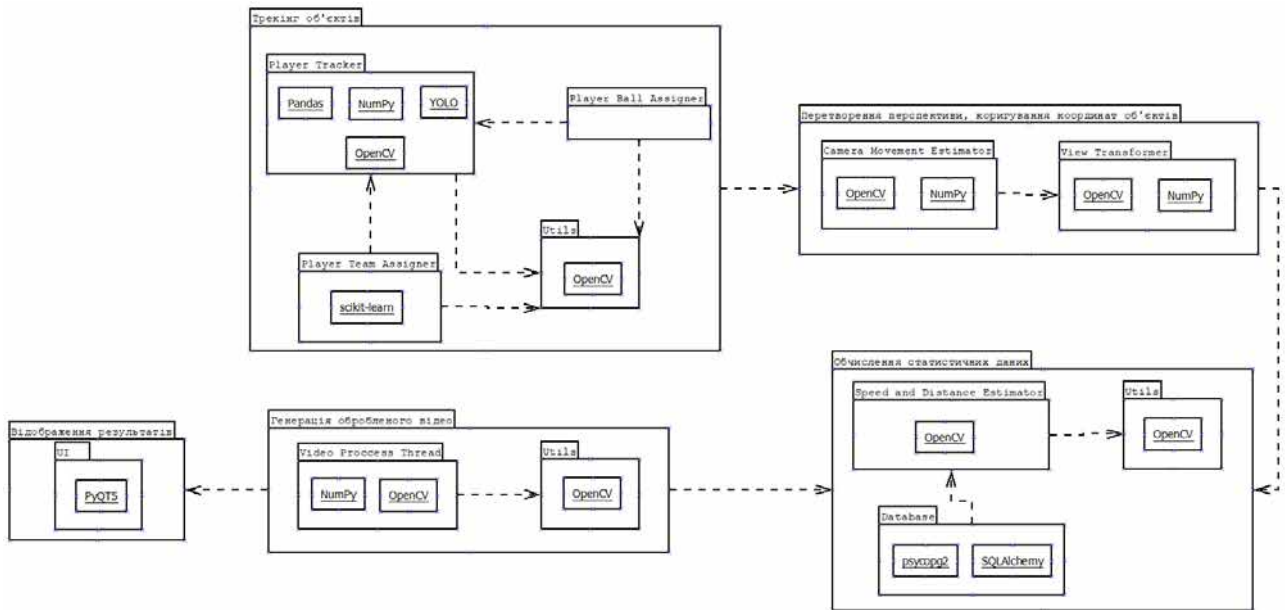 Трекінг об'єктів
Player Tracker
Pandas
NumPy
YOLO
OpenCV
Player Ball Assigner
Player Team Assigner
scikit-learn
Utils
OpenCV
Перетворення перспективи, коригування координат об'єктів
Camera Movement Estimator
OpenCV
NumPy
View Transformer
OpenCV
NumPy
Обчислення статистичних даних
Speed and Distance Estimator
OpenCV
Utils
OpenCV
Database
psycopg2
SQLAlchemy
Генерація обробленого відео
Video Proccess Thread
NumPy
OpenCV
Utils
OpenCV
Відображення результатів
UI
PyQT5